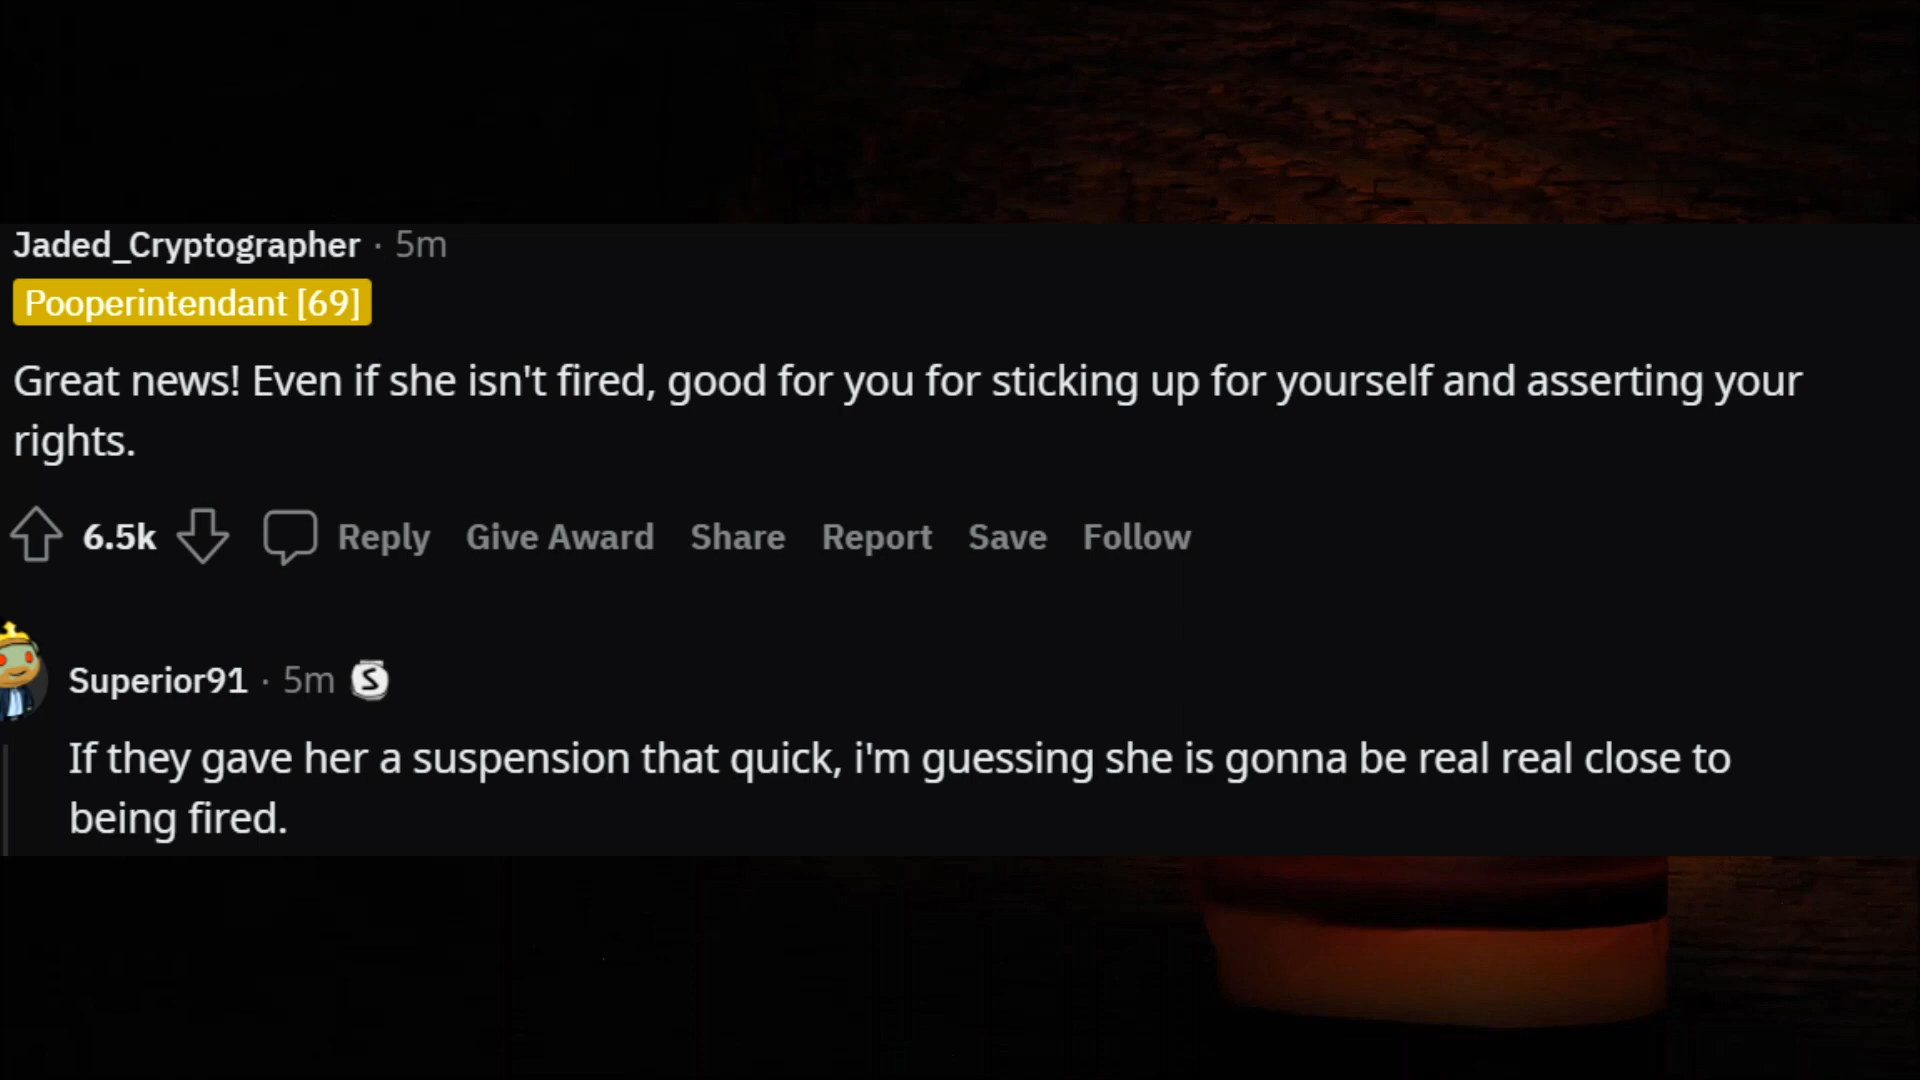 Jaded_Cryptographer · 5m
Pooperintendant [69]
Great news! Even if she isn't fired, good for you for sticking up for yourself and asserting your
rights.
6.5k Reply Give Award Share Report Save Follow
Superior91 · 5m S
If they gave her a suspension that quick, i'm guessing she is gonna be real real close to
being fired.